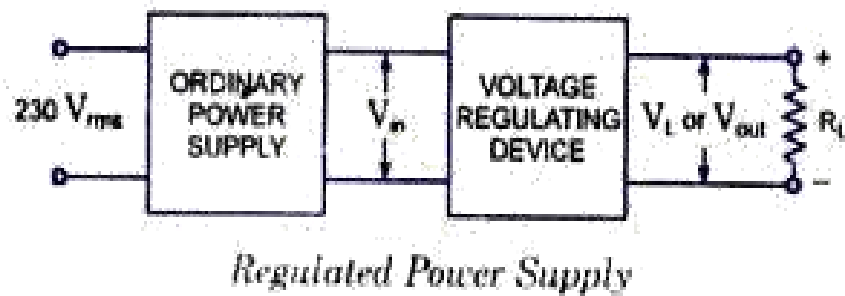 230 Vrms
ORDINARY
POWER
SUPPLY
Vin
VOLTAGE
REGULATING
DEVICE
VL or Vout
+
RL
−
Regulated Power Supply